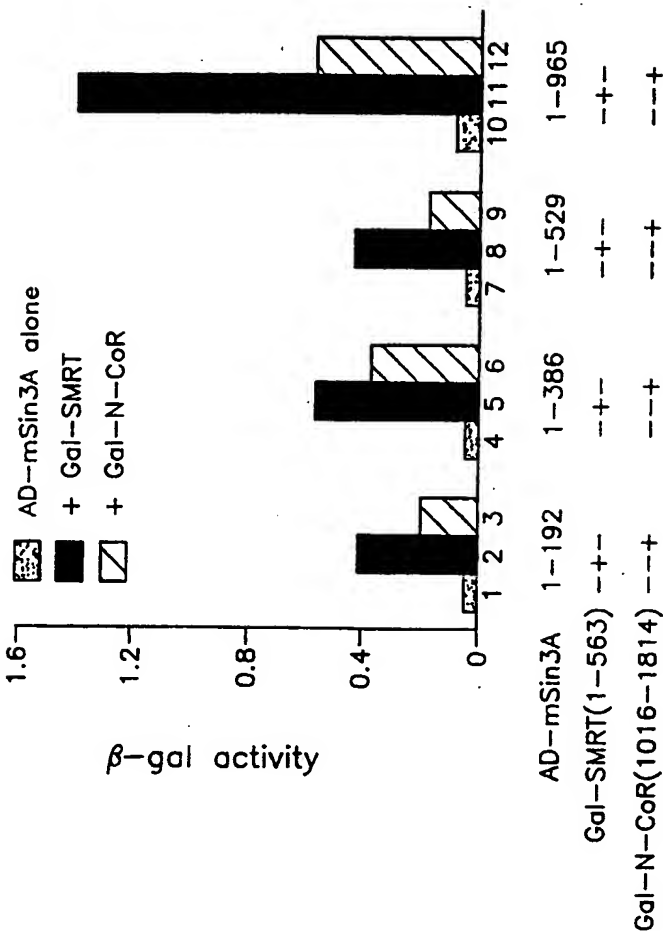 AD-mSin3A alone
+ Gal-SMRT
+ Gal-N-CoR
1.6
1.2
0.8
0.4
0
β-gal activity
1 2 3 4 5 6 7 8 9 10 11 12
AD-mSin3A 1-192 1-386 1-529 1-965
Gal-SMRT(1-563) -+- -+- -+- -+-
Gal-N-CoR(1016-1814) --+ --+ --+ --+